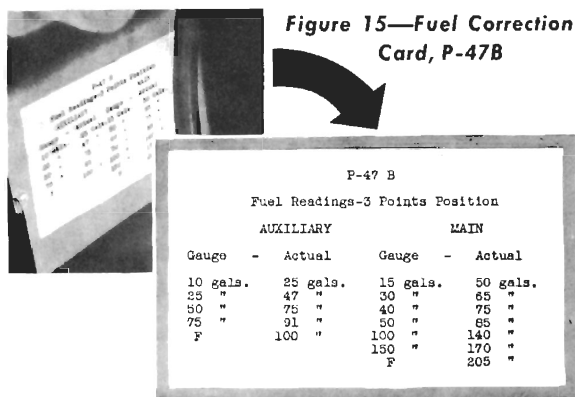 Figure 15—Fuel Correction
Card, P-47B
P-47 B
Fuel Readings-3 Points Position
AUXILIARY MAIN
Gauge - Actual Gauge - Actual
10 gals. 25 gals. 15 gals. 50 gals.
25 " 47 " 30 " 65 "
50 " 75 " 40 " 75 "
75 " 91 " 50 " 85 "
F 100 " 100 " 140 "
150 " 170 "
F 205 "